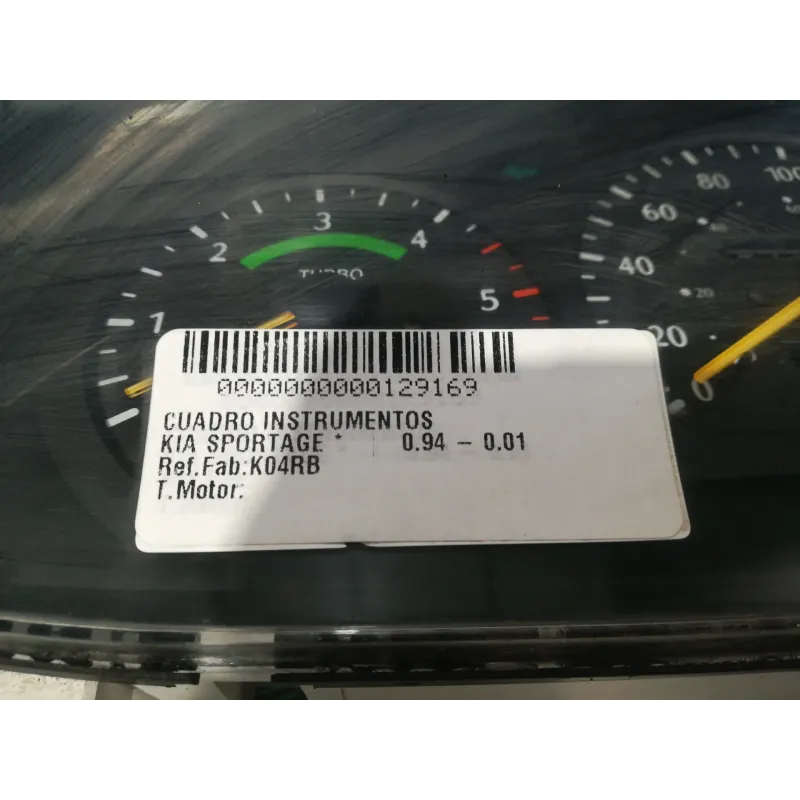 3
2
4
TURBO
1
5
100
80
60
40
20
20
0
0000000000129169
CUADRO INSTRUMENTOS
KIA SPORTAGE * 0.94 - 0.01
Ref.Fab:K04RB
T.Motor: